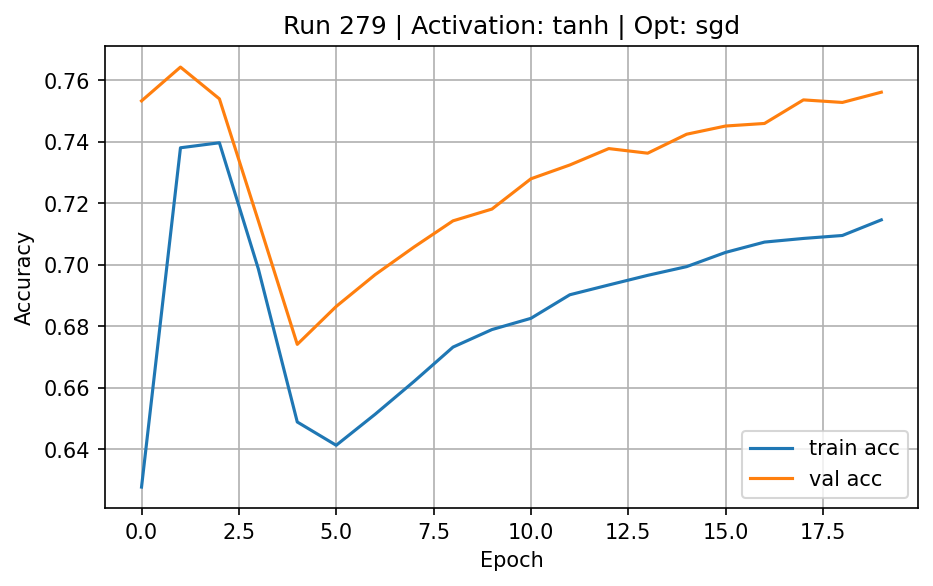 Run 279 | Activation: tanh | Opt: sgd
0.76
0.74
0.72
0.70
0.68
0.66
0.64
Accuracy
train acc
val acc
0.0 2.5 5.0 7.5 10.0 12.5 15.0 17.5
Epoch